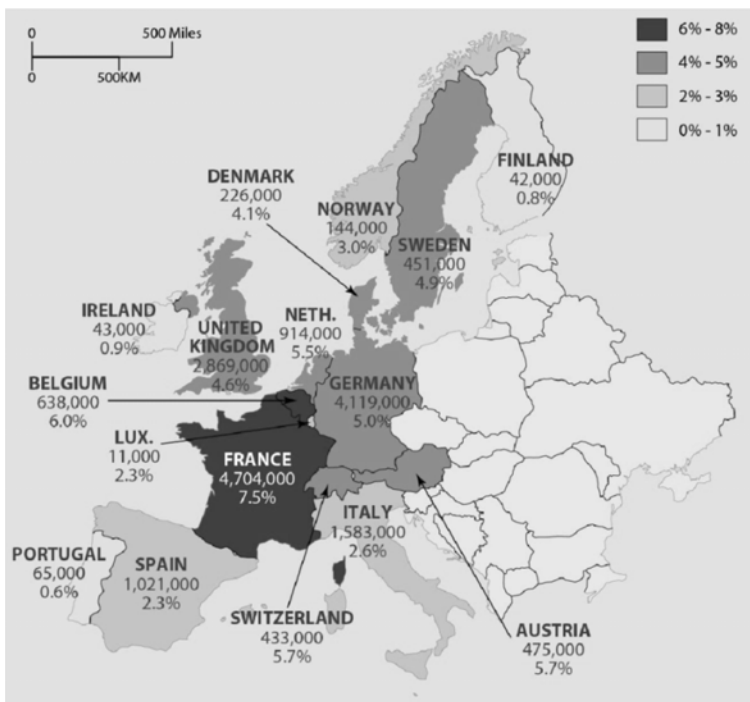 0 500 Miles
0 500KM
6% - 8%
4% - 5%
2% - 3%
0% - 1%
FINLAND
42,000
0.8%
DENMARK
226,000
4.1%
NORWAY
144,000
3.0%
SWEDEN
451,000
4.9%
IRELAND
43,000
0.9%
UNITED
KINGDOM
2,869,000
4.6%
NETH.
914,000
5.5%
BELGIUM
638,000
6.0%
GERMANY
4,119,000
5.0%
LUX.
11,000
2.3%
FRANCE
4,704,000
7.5%
ITALY
1,583,000
2.6%
PORTUGAL
65,000
0.6%
SPAIN
1,021,000
2.3%
SWITZERLAND
433,000
5.7%
AUSTRIA
475,000
5.7%